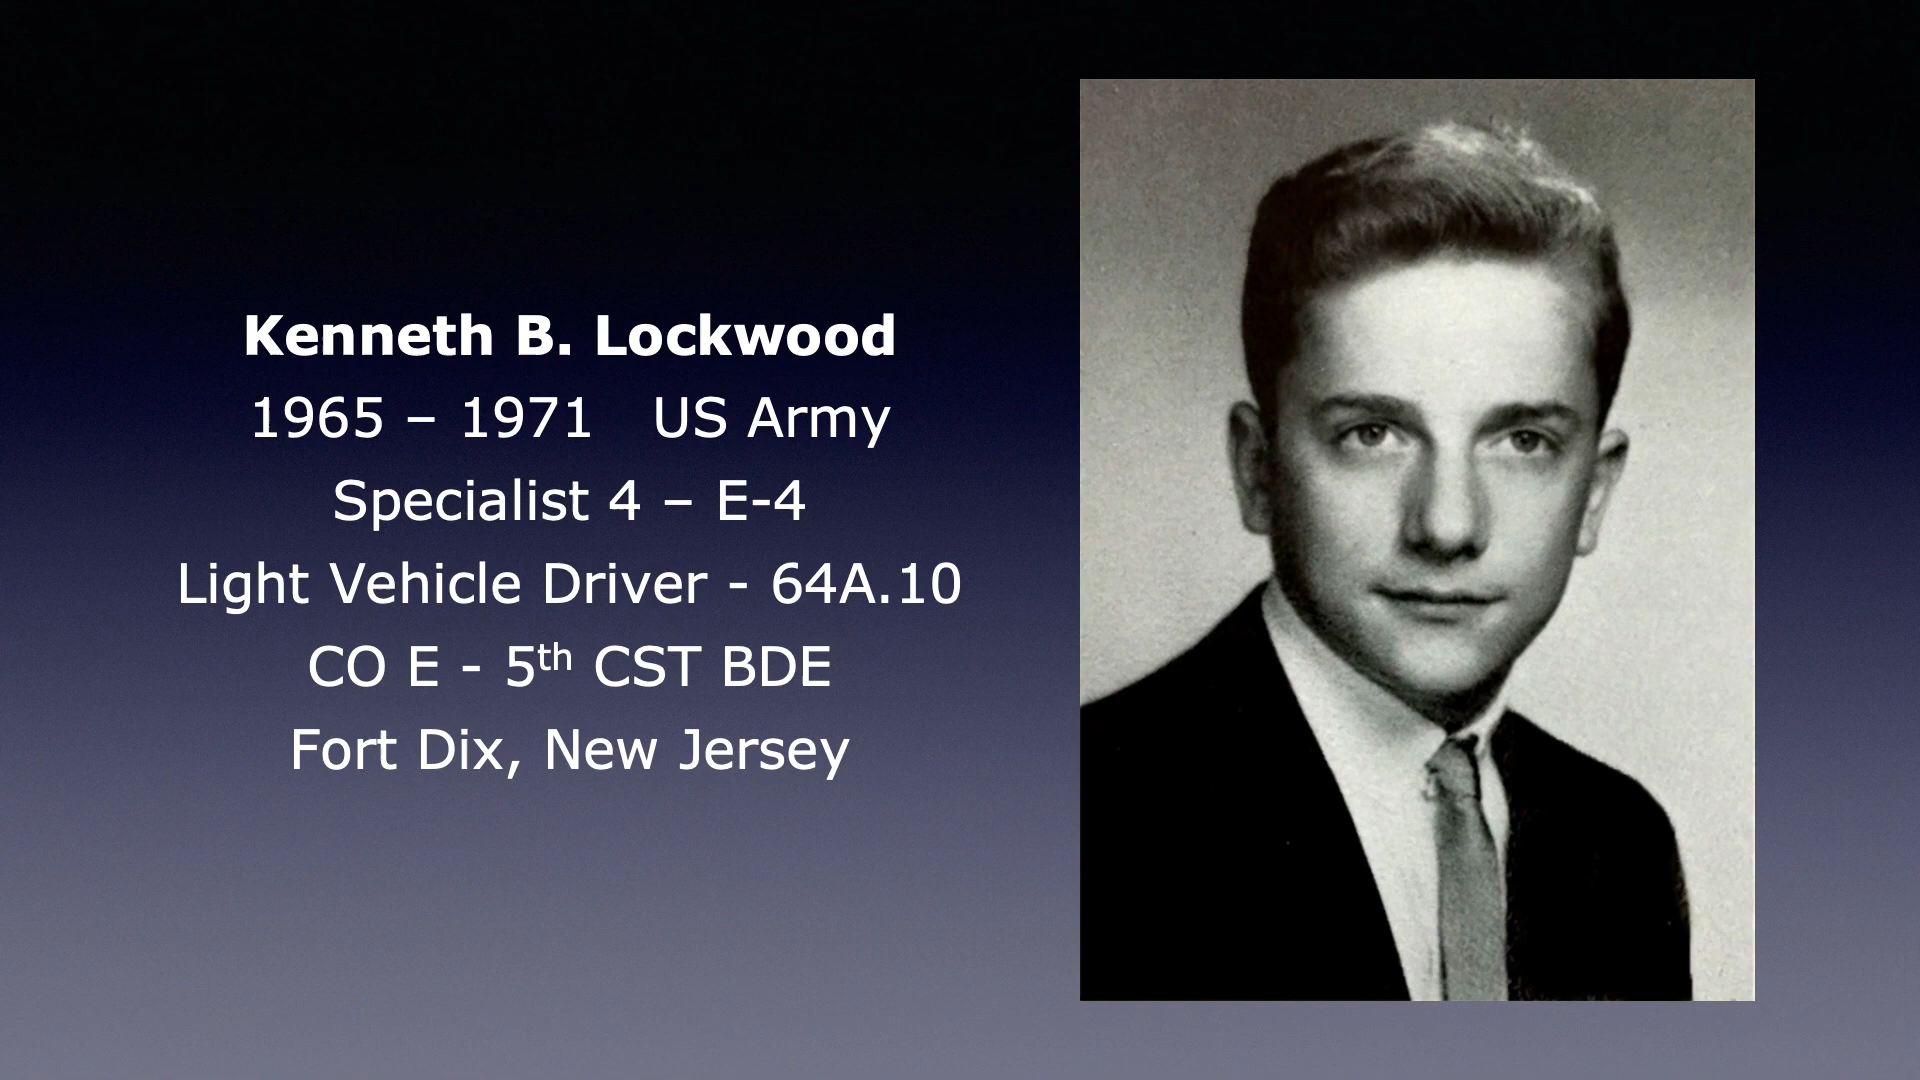 Kenneth B. Lockwood
1965 – 1971 US Army
Specialist 4 – E-4
Light Vehicle Driver - 64A.10
CO E - 5th CST BDE
Fort Dix, New Jersey